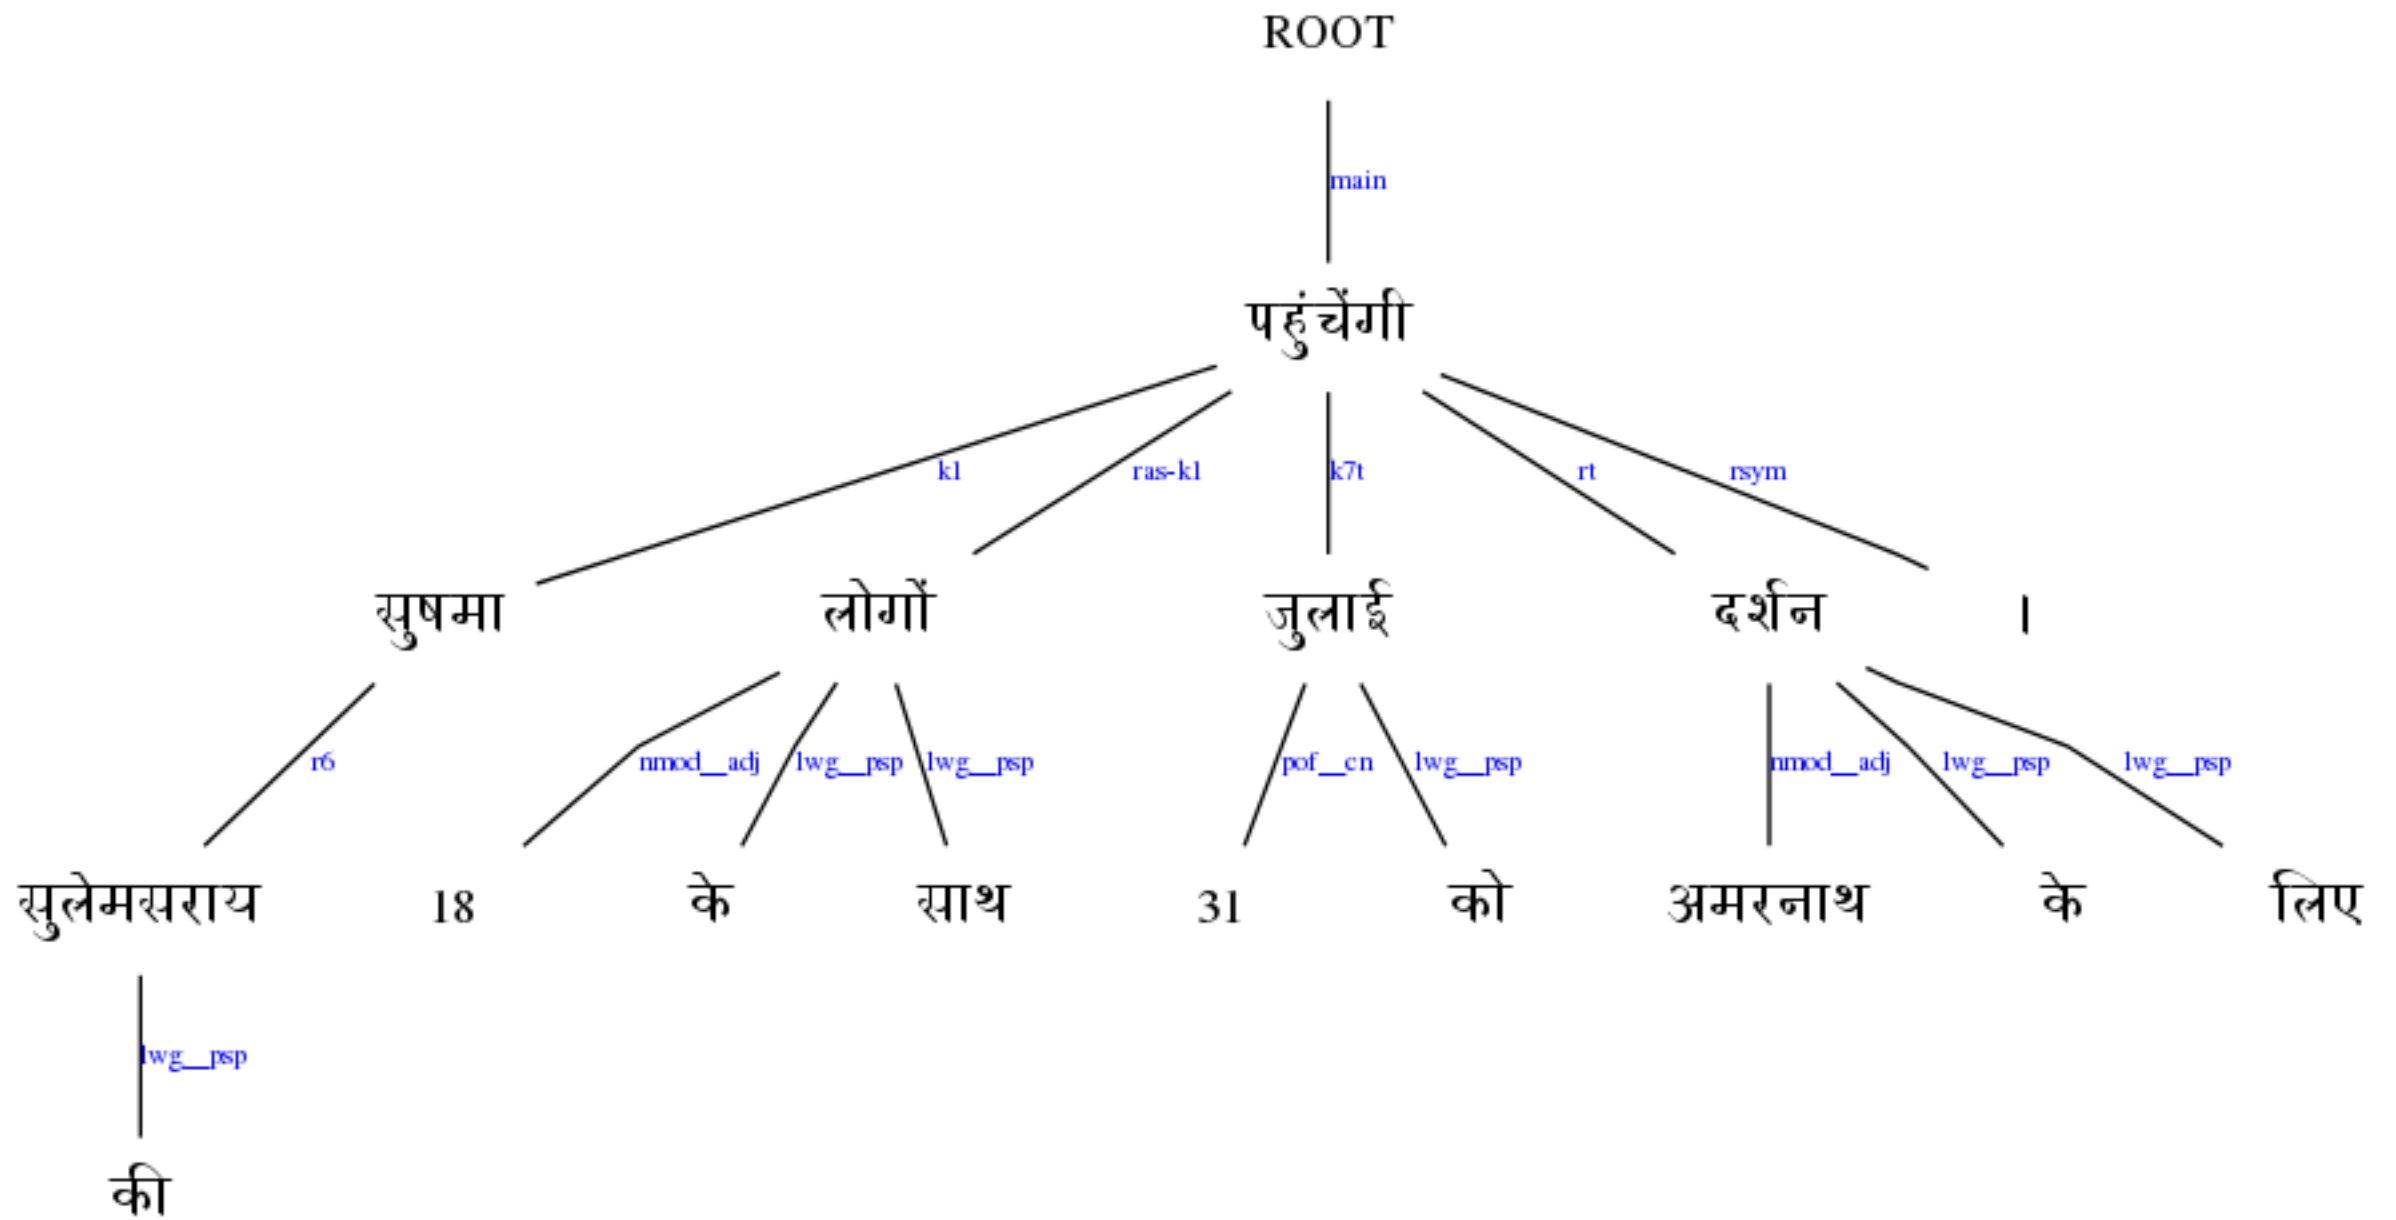 ROOT
main
पहुंचेंगी
k1 ras-k1 k7t rt rsym
सुषमा लोगों जुलाई दर्शन ।
r6 nmod__adj lwg__psp lwg__psp pof__cn lwg__psp nmod__adj lwg__psp lwg__psp
सुलेमसराय 18 के साथ 31 को अमरनाथ के लिए
lwg__psp
की